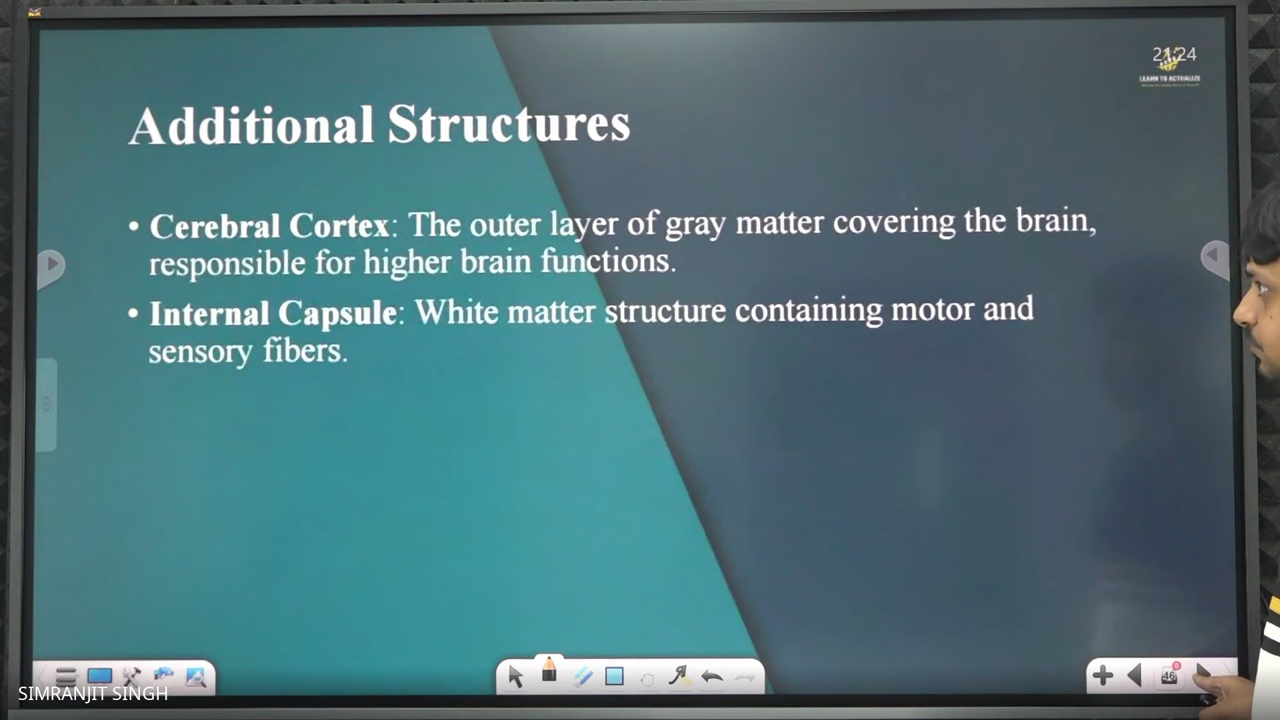 21:24
LEARN TO ACTUALIZE
Additional Structures
• Cerebral Cortex: The outer layer of gray matter covering the brain,
responsible for higher brain functions.
• Internal Capsule: White matter structure containing motor and
sensory fibers.
46
SIMRANJIT SINGH